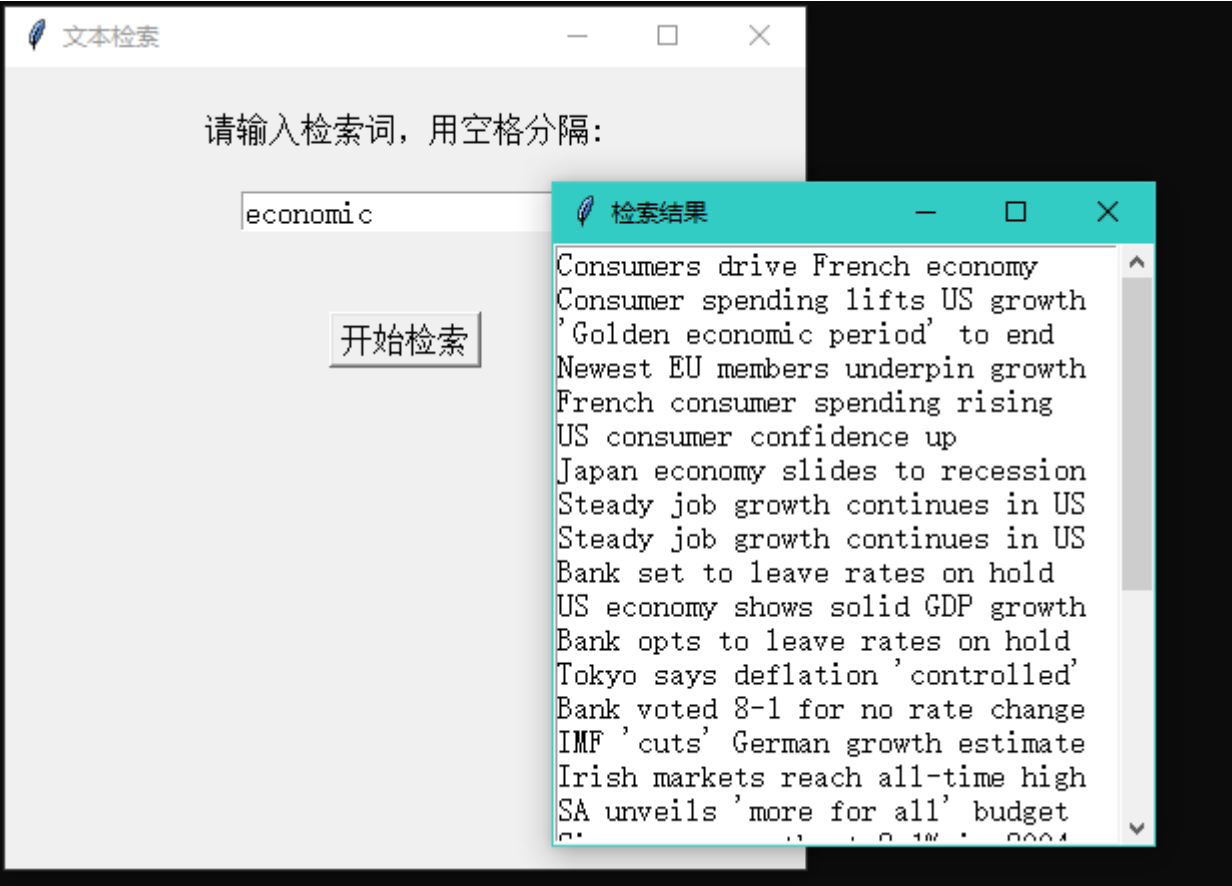 文本检索
请输入检索词，用空格分隔:
economic
开始检索
检索结果
Consumers drive French economy
Consumer spending lifts US growth
'Golden economic period' to end
Newest EU members underpin growth
French consumer spending rising
US consumer confidence up
Japan economy slides to recession
Steady job growth continues in US
Steady job growth continues in US
Bank set to leave rates on hold
US economy shows solid GDP growth
Bank opts to leave rates on hold
Tokyo says deflation 'controlled'
Bank voted 8-1 for no rate change
IMF 'cuts' German growth estimate
Irish markets reach all-time high
SA unveils 'more for all' budget